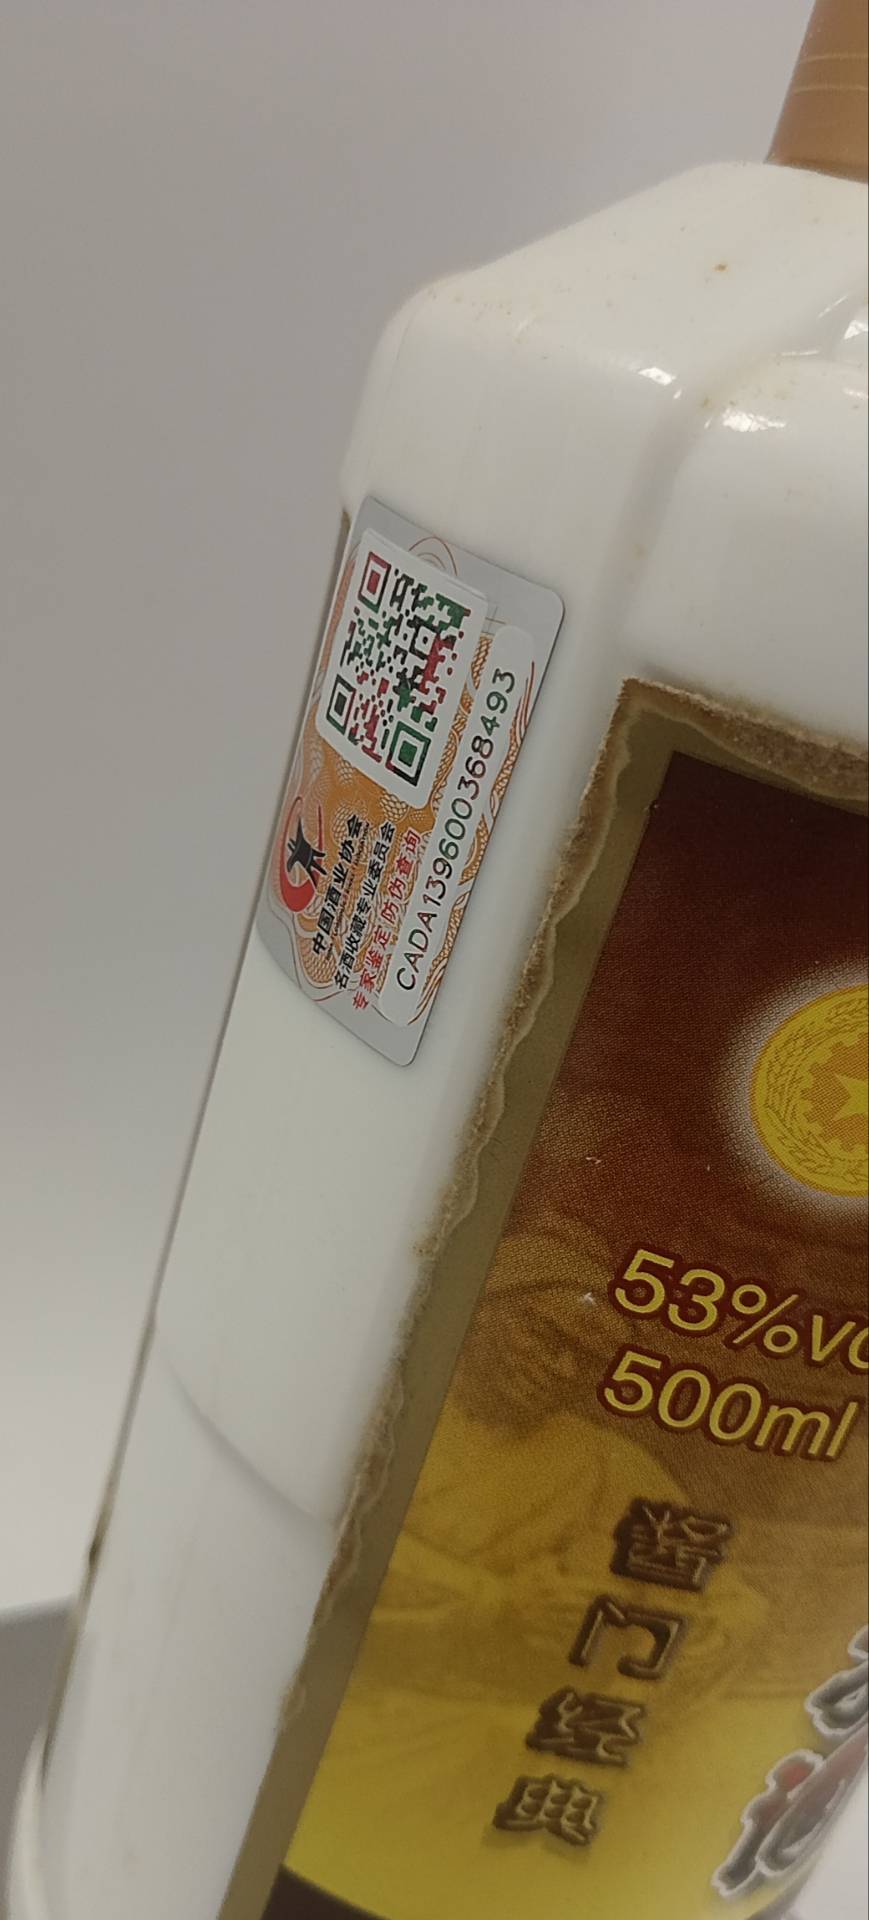 中国酒业协会
名酒收藏专业委员会
专家鉴定 防伪查询
CADA139600368493
53%vo
500ml
酱门经典